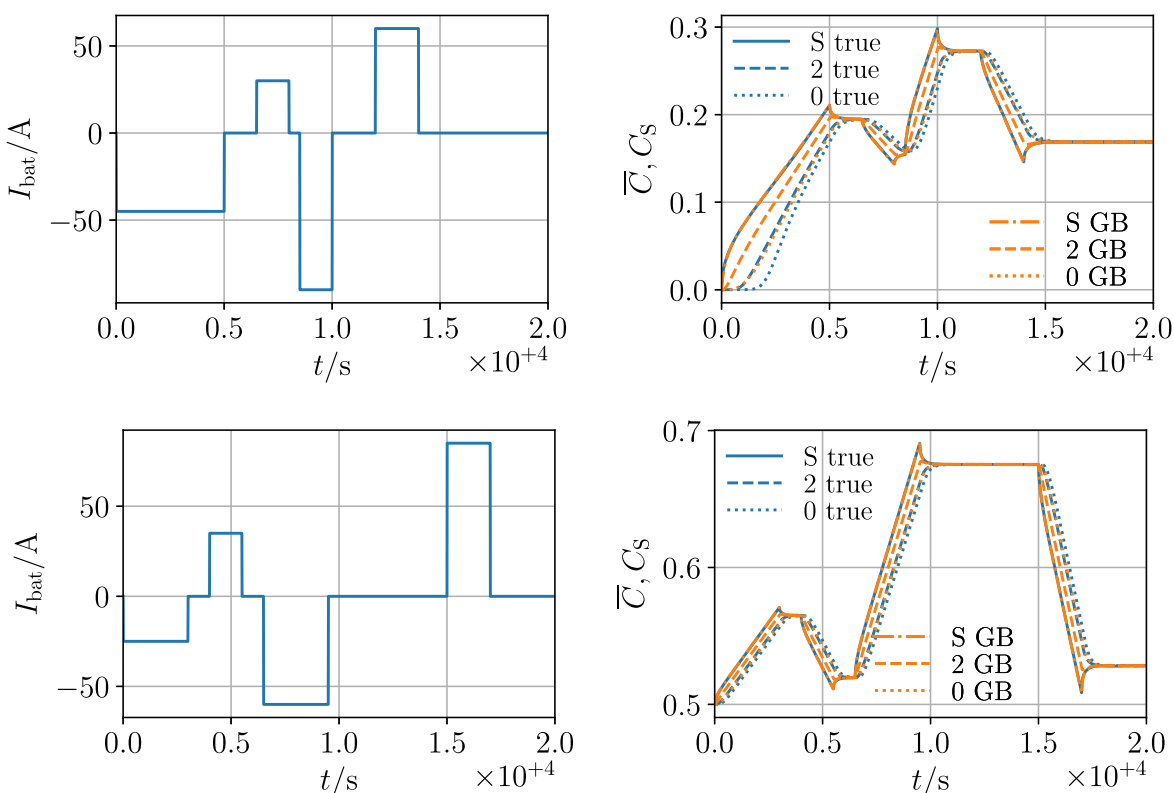 50
0
−50
I_bat/A
0.0 0.5 1.0 1.5 2.0
t/s
×10⁺⁴
0.3
0.2
0.1
0.0
C̅, C_S
S true
2 true
0 true
S GB
2 GB
0 GB
0.0 0.5 1.0 1.5 2.0
t/s
×10⁺⁴
50
0
−50
I_bat/A
0.0 0.5 1.0 1.5 2.0
t/s
×10⁺⁴
0.7
0.6
0.5
C̅, C_S
S true
2 true
0 true
S GB
2 GB
0 GB
0.0 0.5 1.0 1.5 2.0
t/s
×10⁺⁴